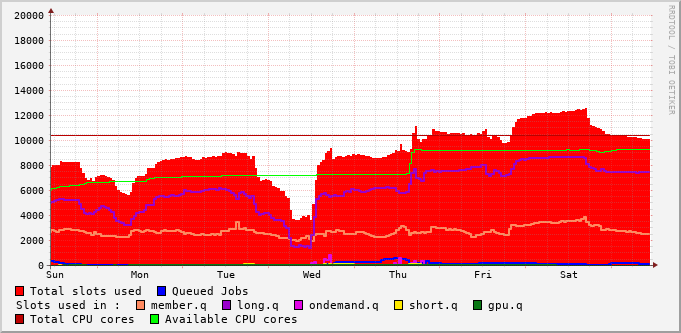 20000
18000
16000
14000
12000
10000
8000
6000
4000
2000
0
Sun Mon Tue Wed Thu Fri Sat
RRDTOOL / TOBI OETIKER
Total slots used Queued Jobs
Slots used in : member.q long.q ondemand.q short.q gpu.q
Total CPU cores Available CPU cores